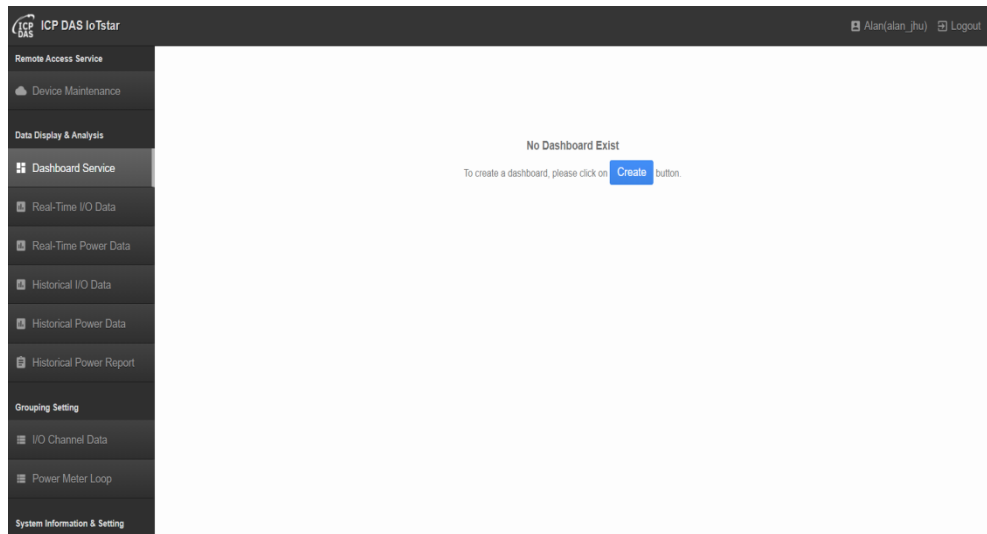 ICP DAS
ICP DAS IoTstar
Alan(alan_jhu) Logout
Remote Access Service
Device Maintenance
Data Display & Analysis
Dashboard Service
Real-Time I/O Data
Real-Time Power Data
Historical I/O Data
Historical Power Data
Historical Power Report
Grouping Setting
I/O Channel Data
Power Meter Loop
System Information & Setting
No Dashboard Exist
To create a dashboard, please click on Create button.